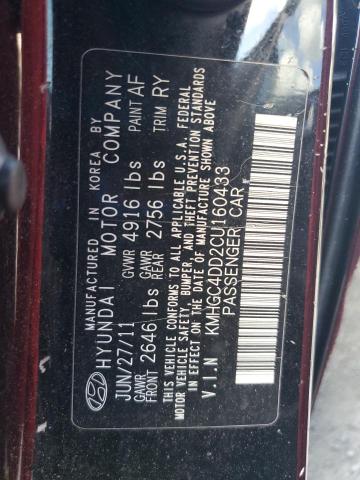 MANUFACTURED IN KOREA BY
HYUNDAI MOTOR COMPANY
JUN/27/11 GVWR 4916 lbs PAINT AF
GAWR FRONT 2646 lbs GAWR REAR 2756 lbs TRIM RY
THIS VEHICLE CONFORMS TO ALL APPLICABLE U.S.A. FEDERAL
MOTOR VEHICLE SAFETY, BUMPER, AND THEFT PREVENTION STANDARDS
IN EFFECT ON THE DATE OF MANUFACTURE SHOWN ABOVE
V.I.N KMHGC4DD2CU160433
PASSENGER CAR